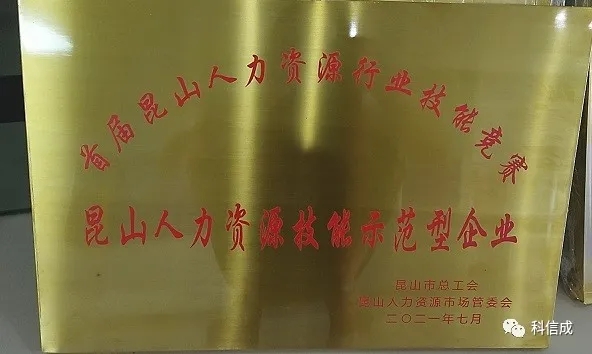 首届昆山人力资源行业技能竞赛
昆山人力资源技能示范型企业
昆山市总工会
昆山人力资源市场管委会
二〇二一年七月
科信成